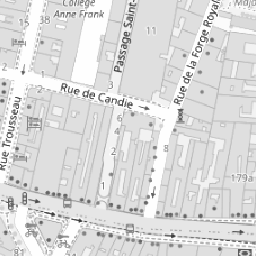 Collège
Anne Frank
15
38
11
Passage Saint-
Rue de la Forge Royale
Rue de Candie
Rue Trousseau
6
4
2
1
179a